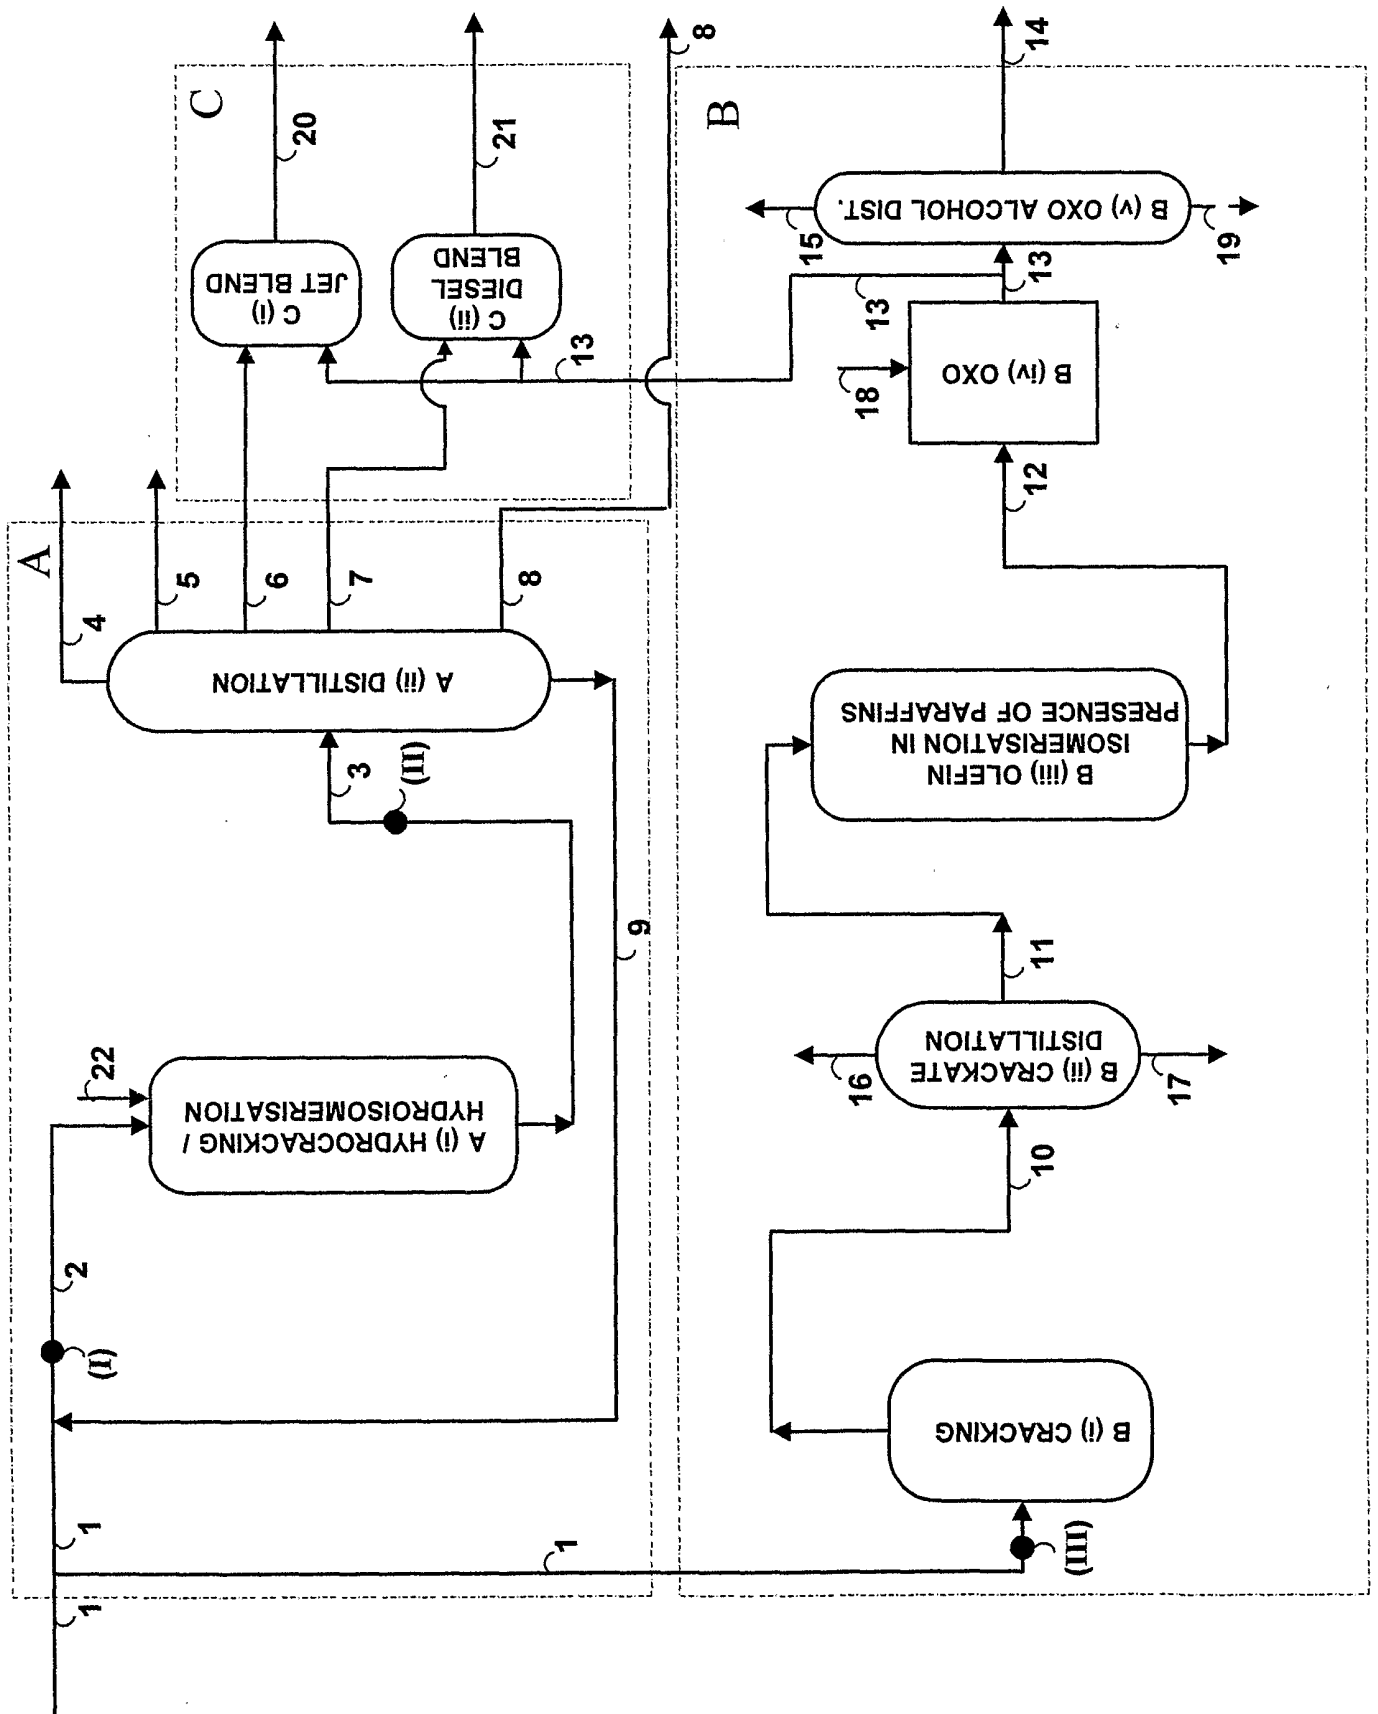 A
1
1
2
(I)
22
A (i) HYDROCRACKING /
HYDROISOMERISATION
3
(II)
A (ii) DISTILLATION
4
5
6
7
8
9
C
C (i)
JET BLEND
20
C (ii)
DIESEL
BLEND
21
13
8
B
1
(III)
B (i) CRACKING
10
B (ii) CRACKATE
DISTILLATION
16
17
11
B (iii) OLEFIN
ISOMERISATION IN
PRESENCE OF PARAFFINS
12
18
B (iv) OXO
13
13
B (v) OXO ALCOHOL DIST.
15
19
14